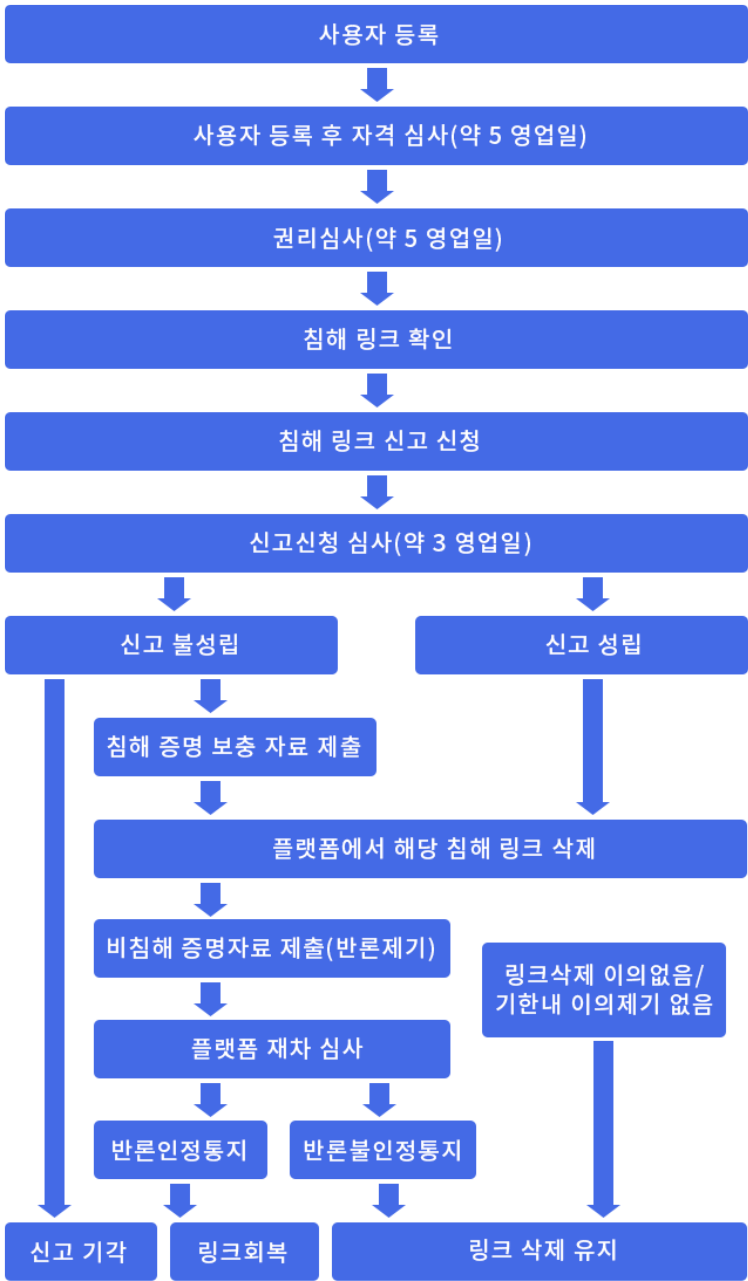 사용자 등록
사용자 등록 후 자격 심사(약 5 영업일)
권리심사(약 5 영업일)
침해 링크 확인
침해 링크 신고 신청
신고신청 심사(약 3 영업일)
신고 불성립
신고 성립
침해 증명 보충 자료 제출
플랫폼에서 해당 침해 링크 삭제
비침해 증명자료 제출(반론제기)
링크삭제 이의없음/
기한내 이의제기 없음
플랫폼 재차 심사
반론인정통지
반론불인정통지
신고 기각
링크회복
링크 삭제 유지